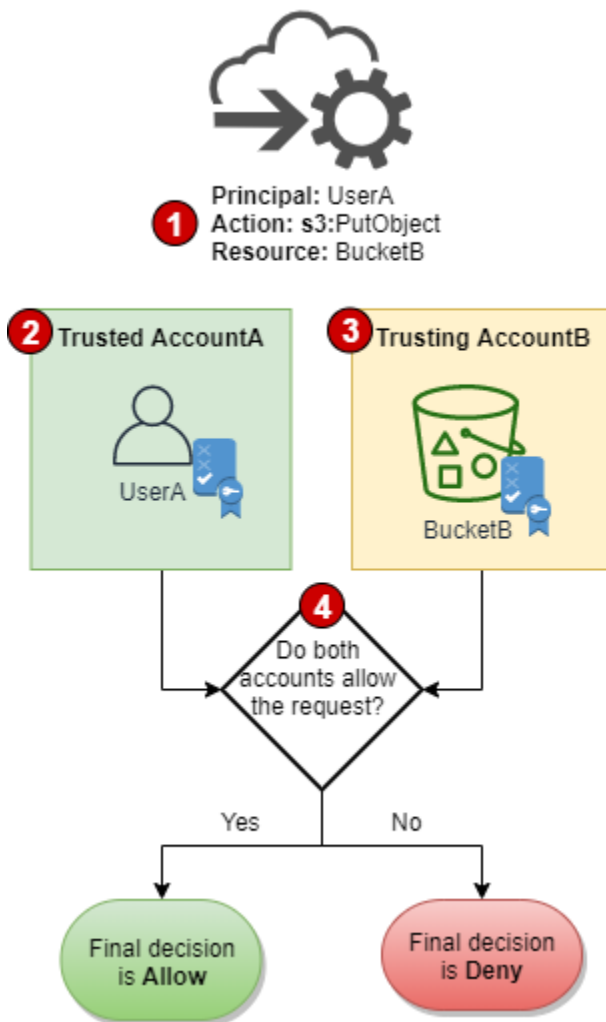 1
Principal: UserA
Action: s3:PutObject
Resource: BucketB
2
Trusted AccountA
UserA
3
Trusting AccountB
BucketB
4
Do both
accounts allow
the request?
Yes
No
Final decision
is Allow
Final decision
is Deny